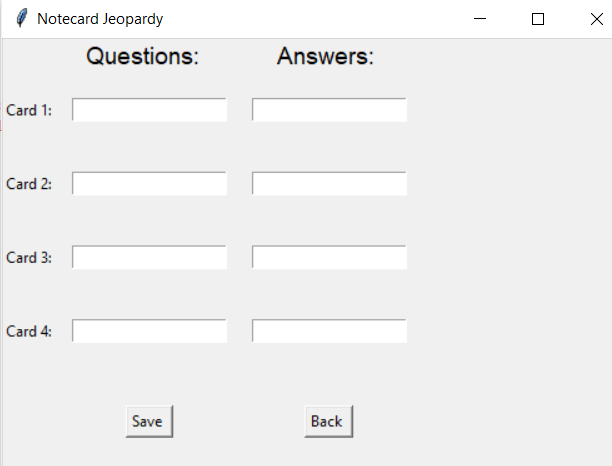 Notecard Jeopardy
Questions: Answers:
Card 1:
Card 2:
Card 3:
Card 4:
Save Back